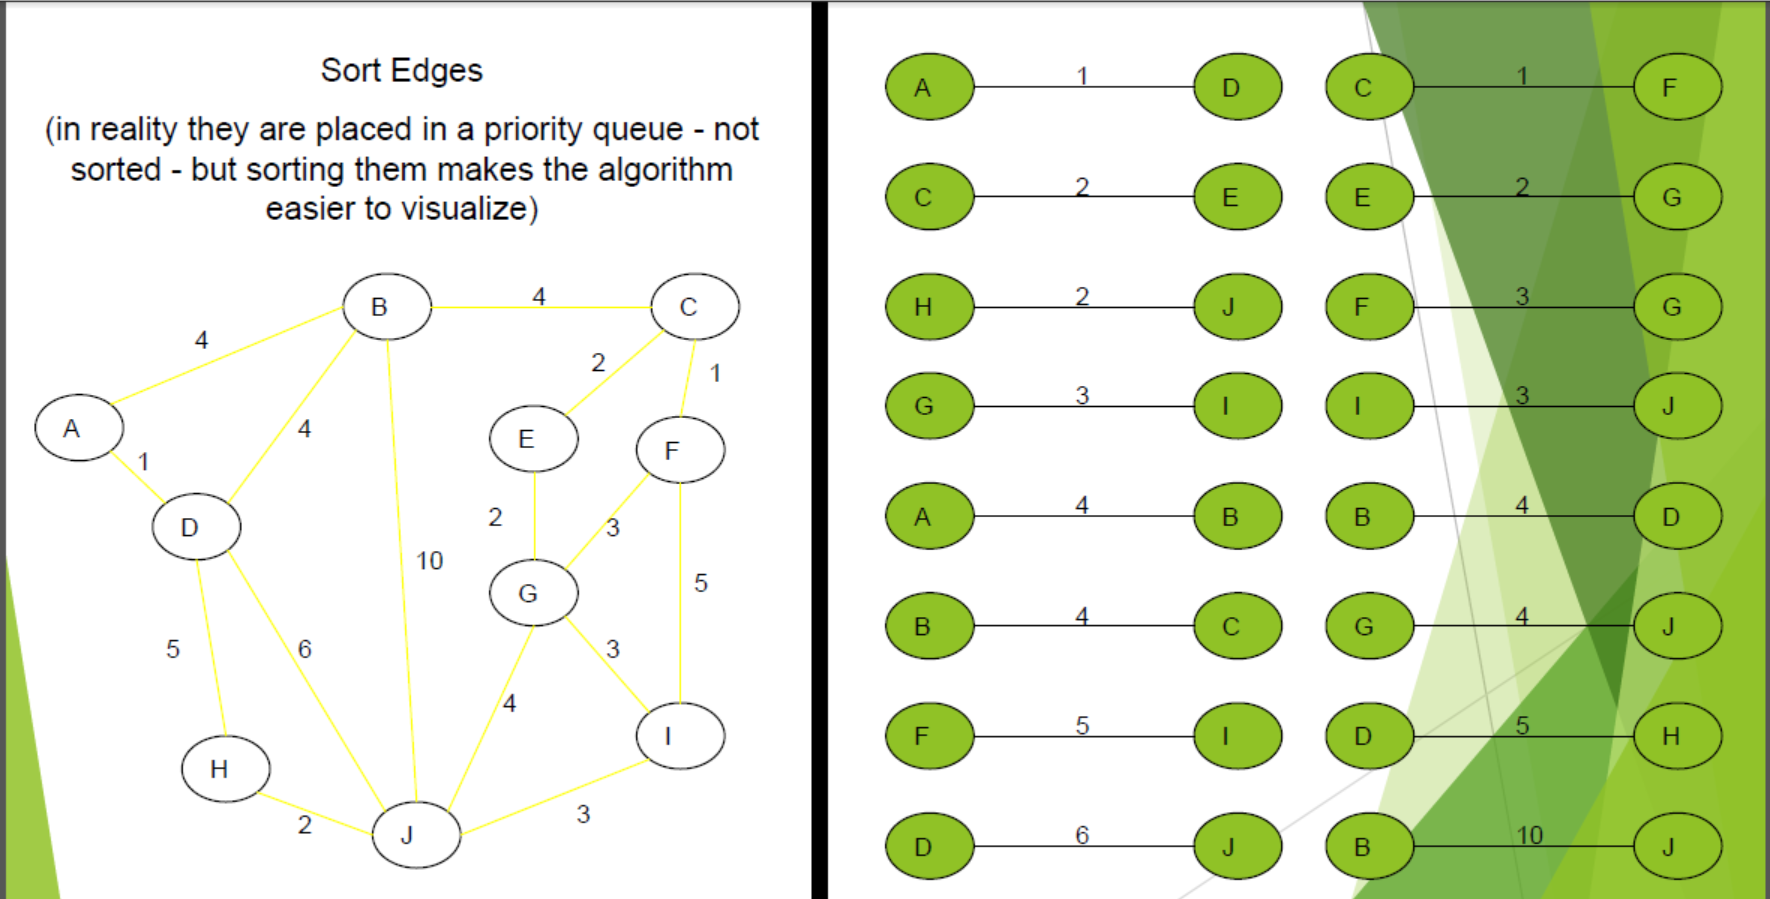 Sort Edges
(in reality they are placed in a priority queue - not
sorted - but sorting them makes the algorithm
easier to visualize)
4
B
4
C
2
1
A
4
E
F
1
D
2
3
10
G
5
5
6
3
4
H
I
2
J
3
A 1 D
C 1 F
C 2 E
E 2 G
H 2 J
F 3 G
G 3 I
I 3 J
A 4 B
B 4 D
B 4 C
G 4 J
F 5 I
D 5 H
D 6 J
B 10 J